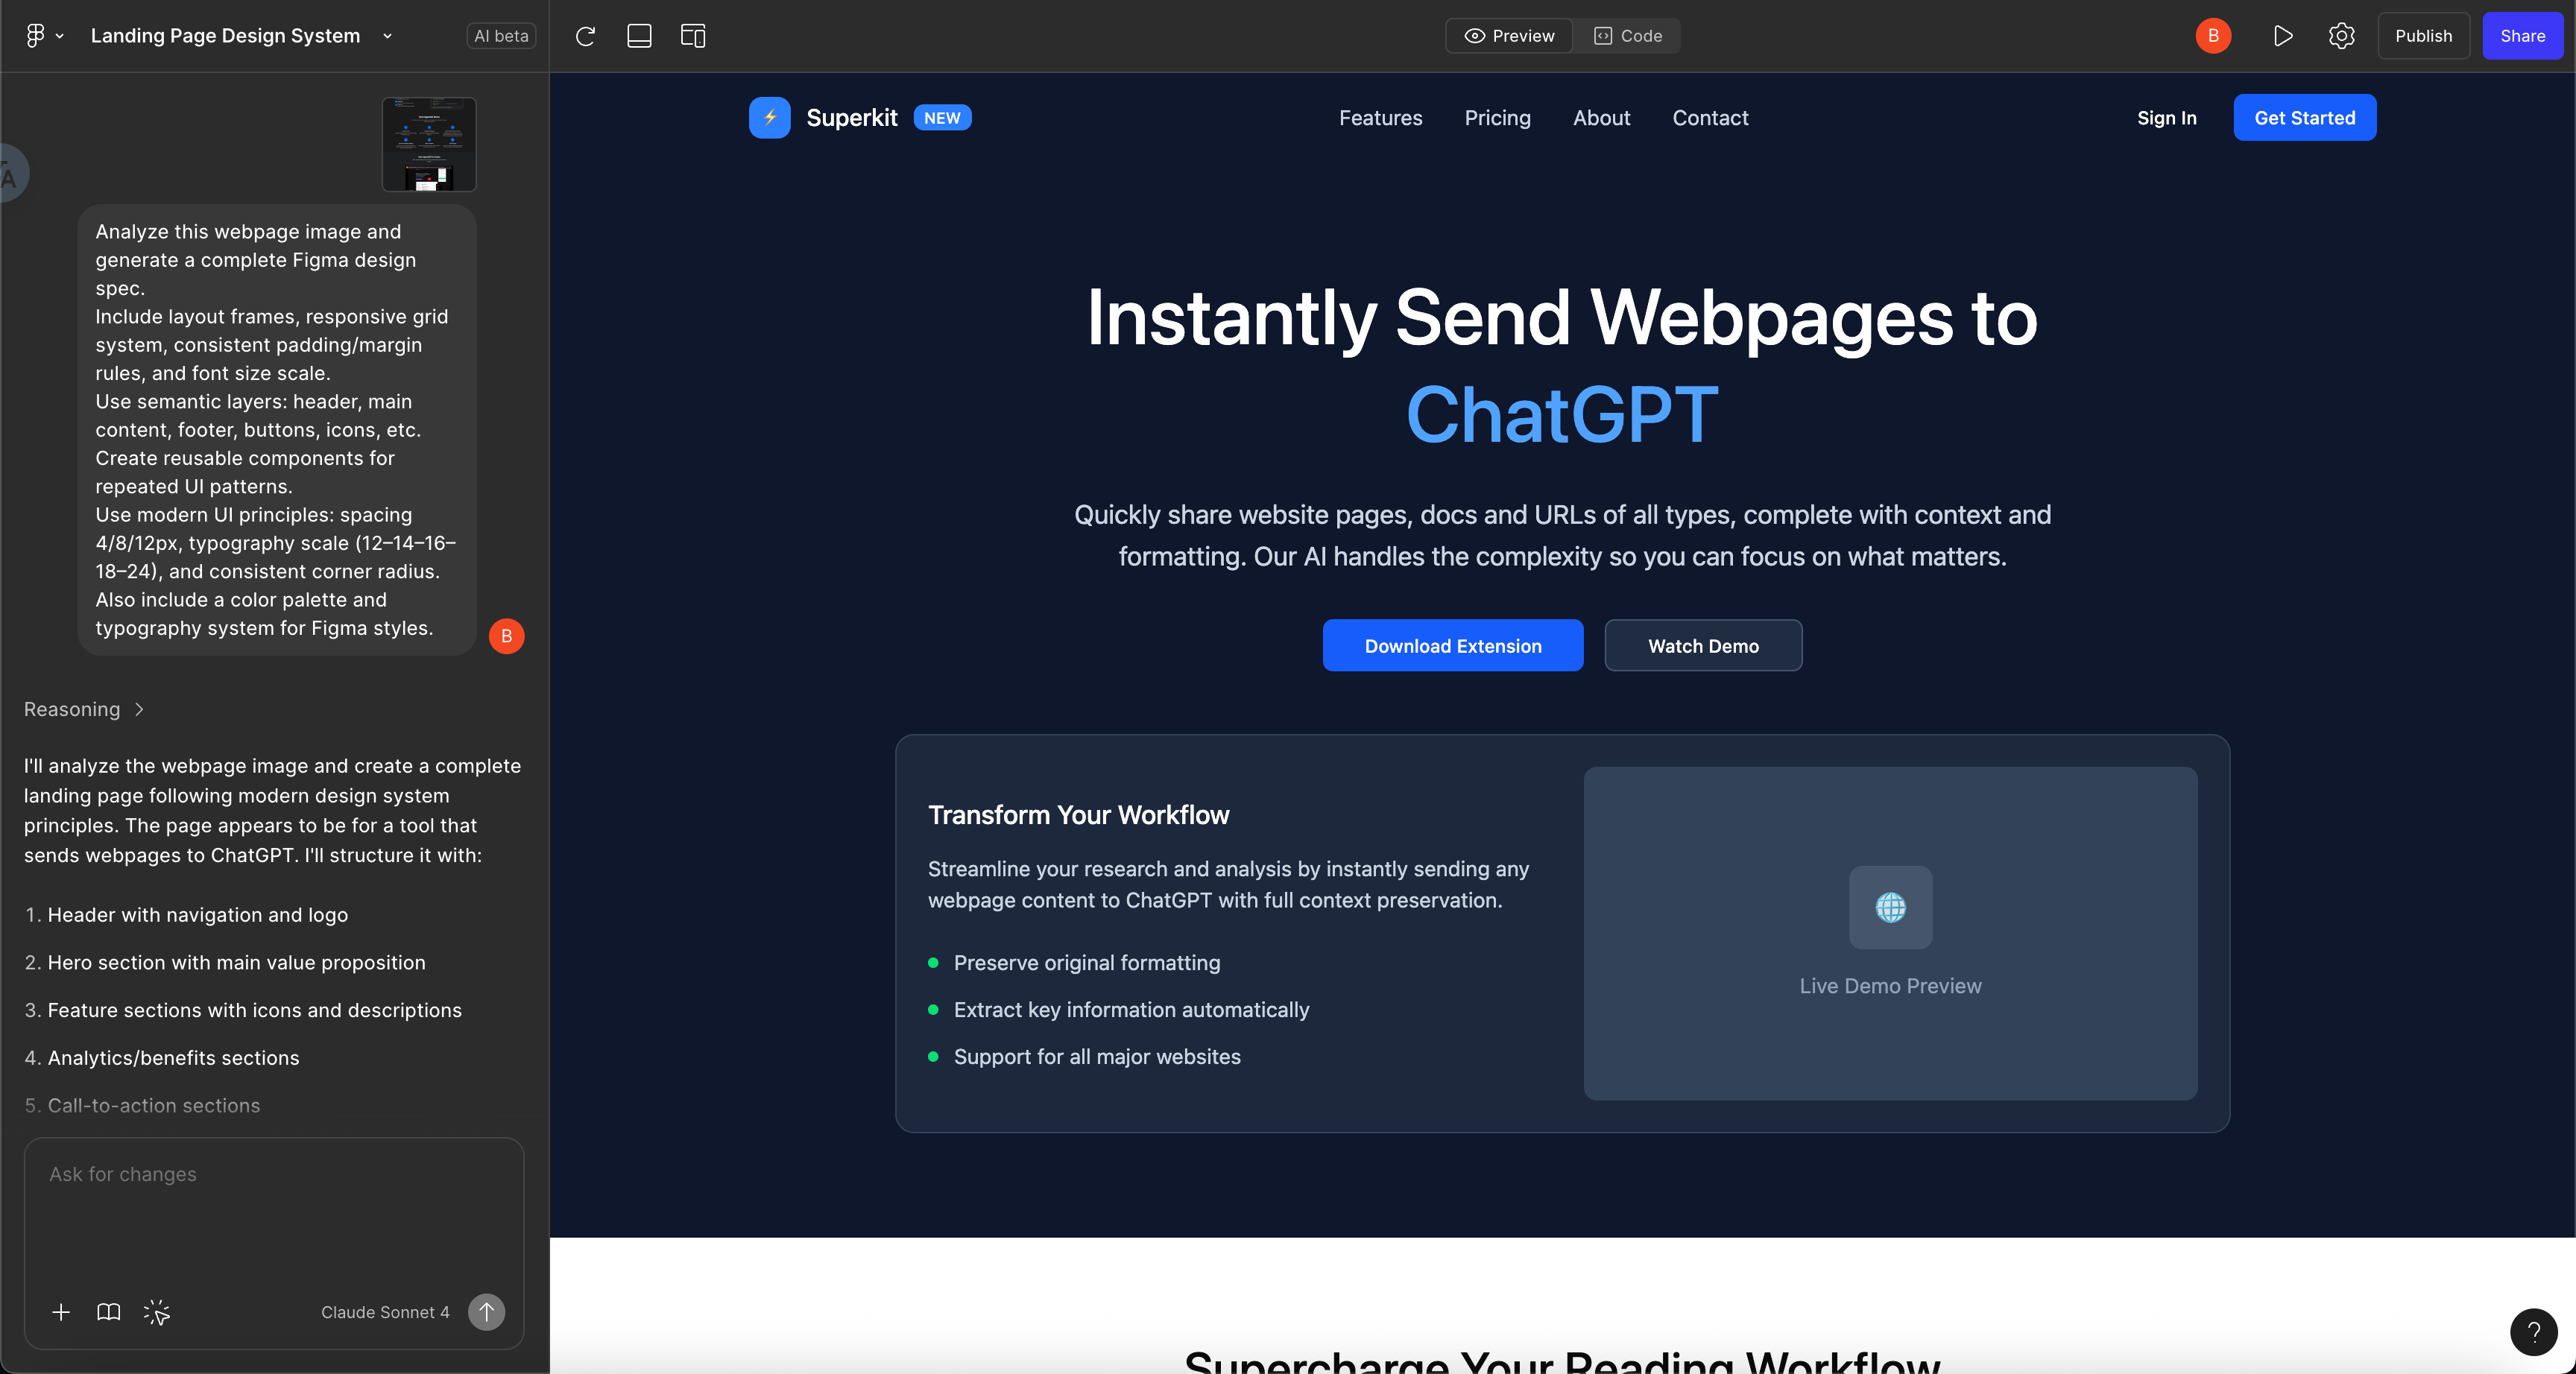 Landing Page Design System
AI beta
Preview
Code
B
Publish
Share
A
Analyze this webpage image and
generate a complete Figma design
spec.
Include layout frames, responsive grid
system, consistent padding/margin
rules, and font size scale.
Use semantic layers: header, main
content, footer, buttons, icons, etc.
Create reusable components for
repeated UI patterns.
Use modern UI principles: spacing
4/8/12px, typography scale (12–14–16–
18–24), and consistent corner radius.
Also include a color palette and
typography system for Figma styles.
B
Reasoning
I'll analyze the webpage image and create a complete
landing page following modern design system
principles. The page appears to be for a tool that
sends webpages to ChatGPT. I'll structure it with:
1. Header with navigation and logo
2. Hero section with main value proposition
3. Feature sections with icons and descriptions
4. Analytics/benefits sections
5. Call-to-action sections
Ask for changes
Claude Sonnet 4
Superkit NEW
Features
Pricing
About
Contact
Sign In
Get Started
Instantly Send Webpages to
ChatGPT
Quickly share website pages, docs and URLs of all types, complete with context and
formatting. Our AI handles the complexity so you can focus on what matters.
Download Extension
Watch Demo
Transform Your Workflow
Streamline your research and analysis by instantly sending any
webpage content to ChatGPT with full context preservation.
Preserve original formatting
Extract key information automatically
Support for all major websites
Live Demo Preview
Supercharge Your Reading Workflow
?